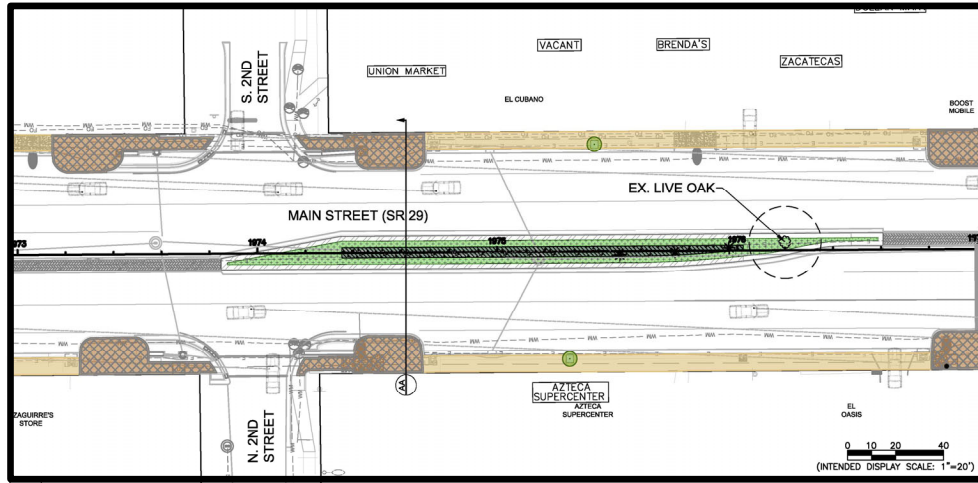 VACANT
BRENDA'S
ZACATECAS
UNION MARKET
S. 2ND
STREET
EL CUBANO
BOOST
MOBILE
EX. LIVE OAK
MAIN STREET (SR 29)
1973
1974
1975
1976
AA
AZTECA
SUPERCENTER
AZTECA
SUPERCENTER
ZAGUIRRE'S
STORE
N. 2ND
STREET
EL
OASIS
0 10 20 40
(INTENDED DISPLAY SCALE: 1"=20')